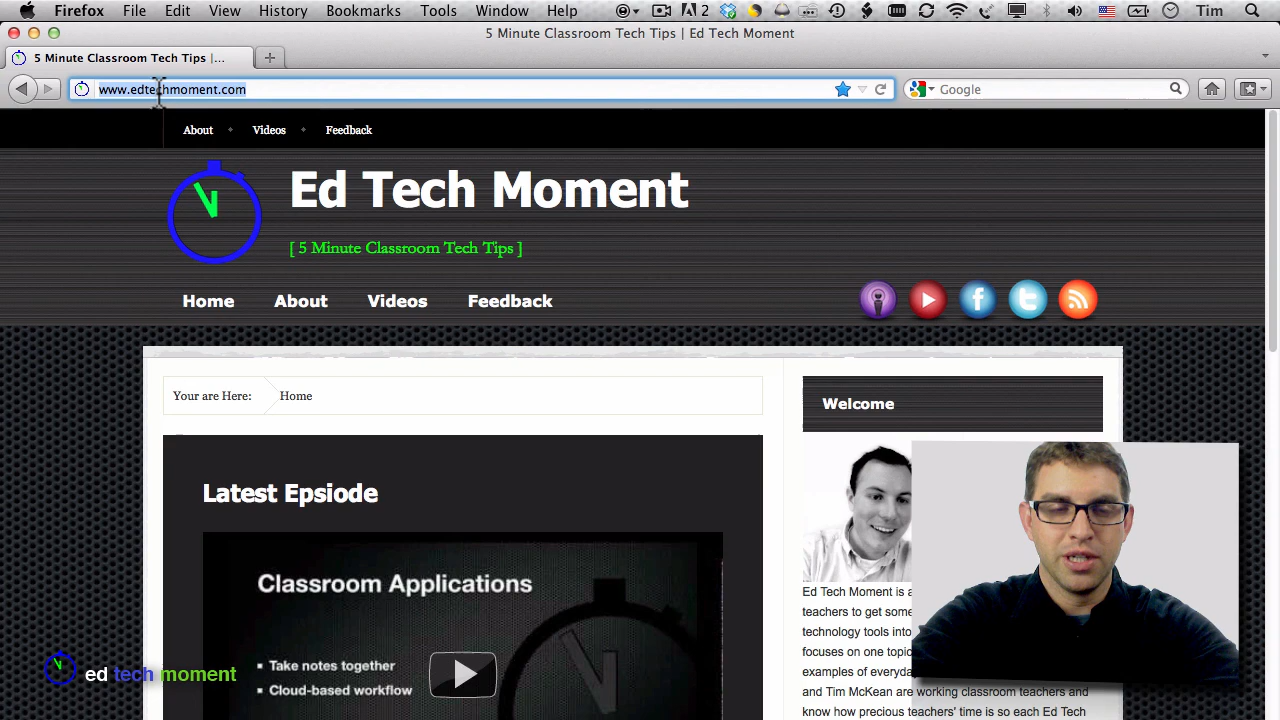 Firefox File Edit View History Bookmarks Tools Window Help 2 Tim
5 Minute Classroom Tech Tips | Ed Tech Moment
5 Minute Classroom Tech Tips |...
www.edtechmoment.com
Google
About Videos Feedback
Ed Tech Moment
[ 5 Minute Classroom Tech Tips ]
Home About Videos Feedback
Your are Here: Home
Welcome
Latest Epsiode
Classroom Applications
Take notes together
Cloud-based workflow
Ed Tech Moment is a
teachers to get some
technology tools into
focuses on one topic
examples of everyda
and Tim McKean are working classroom teachers and
know how precious teachers' time is so each Ed Tech
ed tech moment